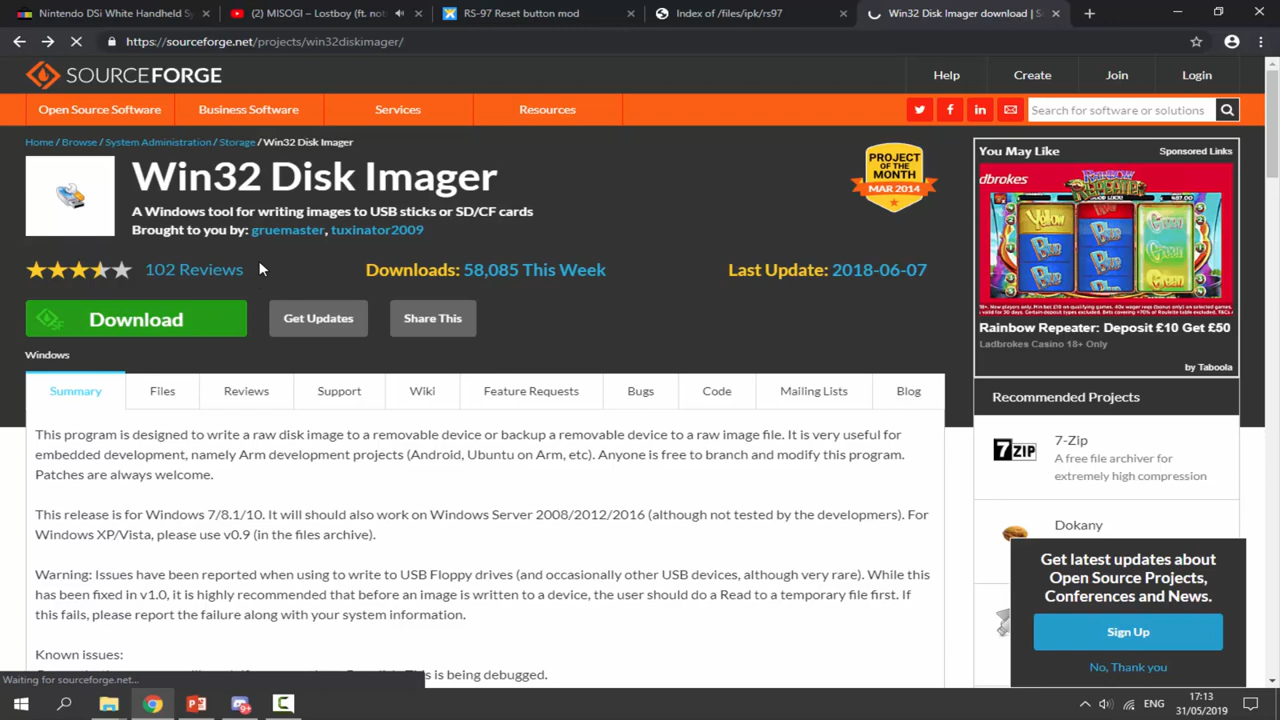 Nintendo DSi White Handheld Sy
(2) MISOGI – Lostboy (ft. not
RS-97 Reset button mod
Index of /files/ipk/rs97
Win32 Disk Imager download | S
https://sourceforge.net/projects/win32diskimager/
SOURCEFORGE
Help
Create
Join
Login
Open Source Software
Business Software
Services
Resources
Search for software or solutions
Home / Browse / System Administration / Storage / Win32 Disk Imager
Win32 Disk Imager
A Windows tool for writing images to USB sticks or SD/CF cards
Brought to you by: gruemaster, tuxinator2009
PROJECT
OF THE
MONTH
MAR 2014
102 Reviews
Downloads: 58,085 This Week
Last Update: 2018-06-07
Download
Get Updates
Share This
Windows
Summary
Files
Reviews
Support
Wiki
Feature Requests
Bugs
Code
Mailing Lists
Blog
This program is designed to write a raw disk image to a removable device or backup a removable device to a raw image file. It is very useful for
embedded development, namely Arm development projects (Android, Ubuntu on Arm, etc). Anyone is free to branch and modify this program.
Patches are always welcome.
This release is for Windows 7/8.1/10. It will should also work on Windows Server 2008/2012/2016 (although not tested by the developmers). For
Windows XP/Vista, please use v0.9 (in the files archive).
Warning: Issues have been reported when using to write to USB Floppy drives (and occasionally other USB devices, although very rare). While this
has been fixed in v1.0, it is highly recommended that before an image is written to a device, the user should do a Read to a temporary file first. If
this fails, please report the failure along with your system information.
Known issues:
is being debugged.
You May Like
Sponsored Links
dbrokes
RAINBOW
REPEATER
Yellow
Blue
Green
Blue
Blue
Green
Blue
Blue
Green
Rainbow Repeater: Deposit £10 Get £50
Ladbrokes Casino 18+ Only
by Taboola
Recommended Projects
7ZIP
7-Zip
A free file archiver for
extremely high compression
Dokany
Get latest updates about
Open Source Projects,
Conferences and News.
Sign Up
No, Thank you
Waiting for sourceforge.net...
ENG
17:13
31/05/2019